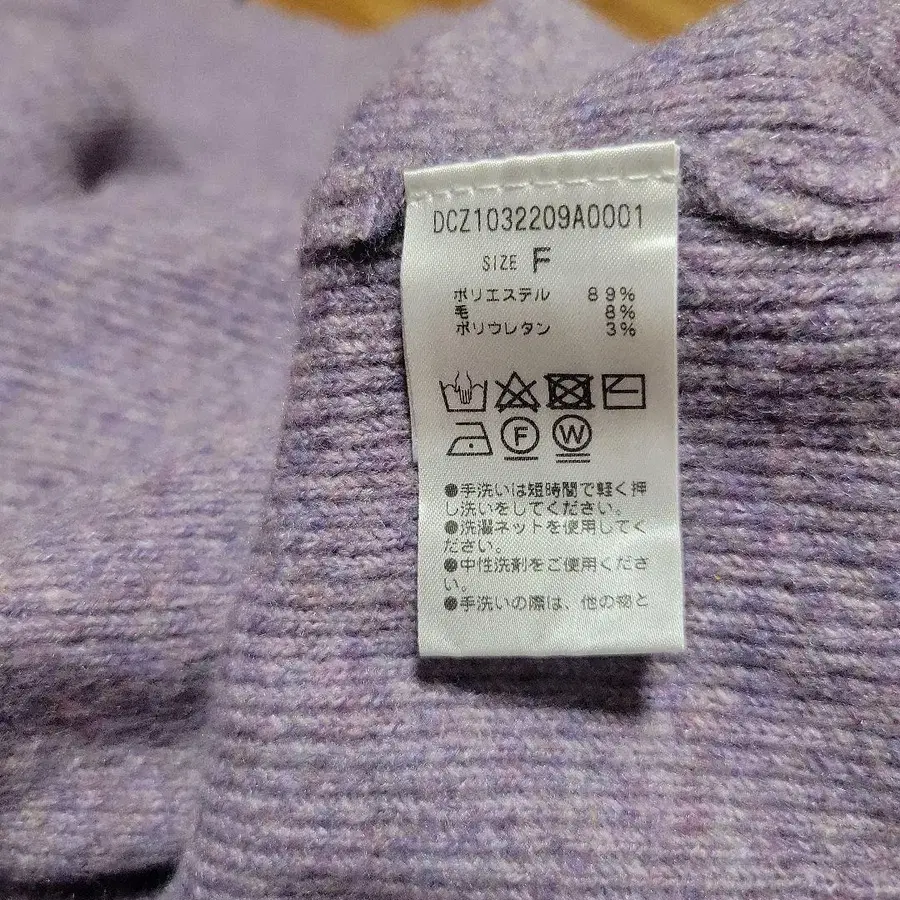 DCZ1032209A0001
SIZE F
ポリエステル 89%
毛 8%
ポリウレタン 3%
F W
●手洗いは短時間で軽く押
し洗いをしてください。
●洗濯ネットを使用してく
ださい。
●中性洗剤をご使用くださ
い。
●手洗いの際は、他の物と